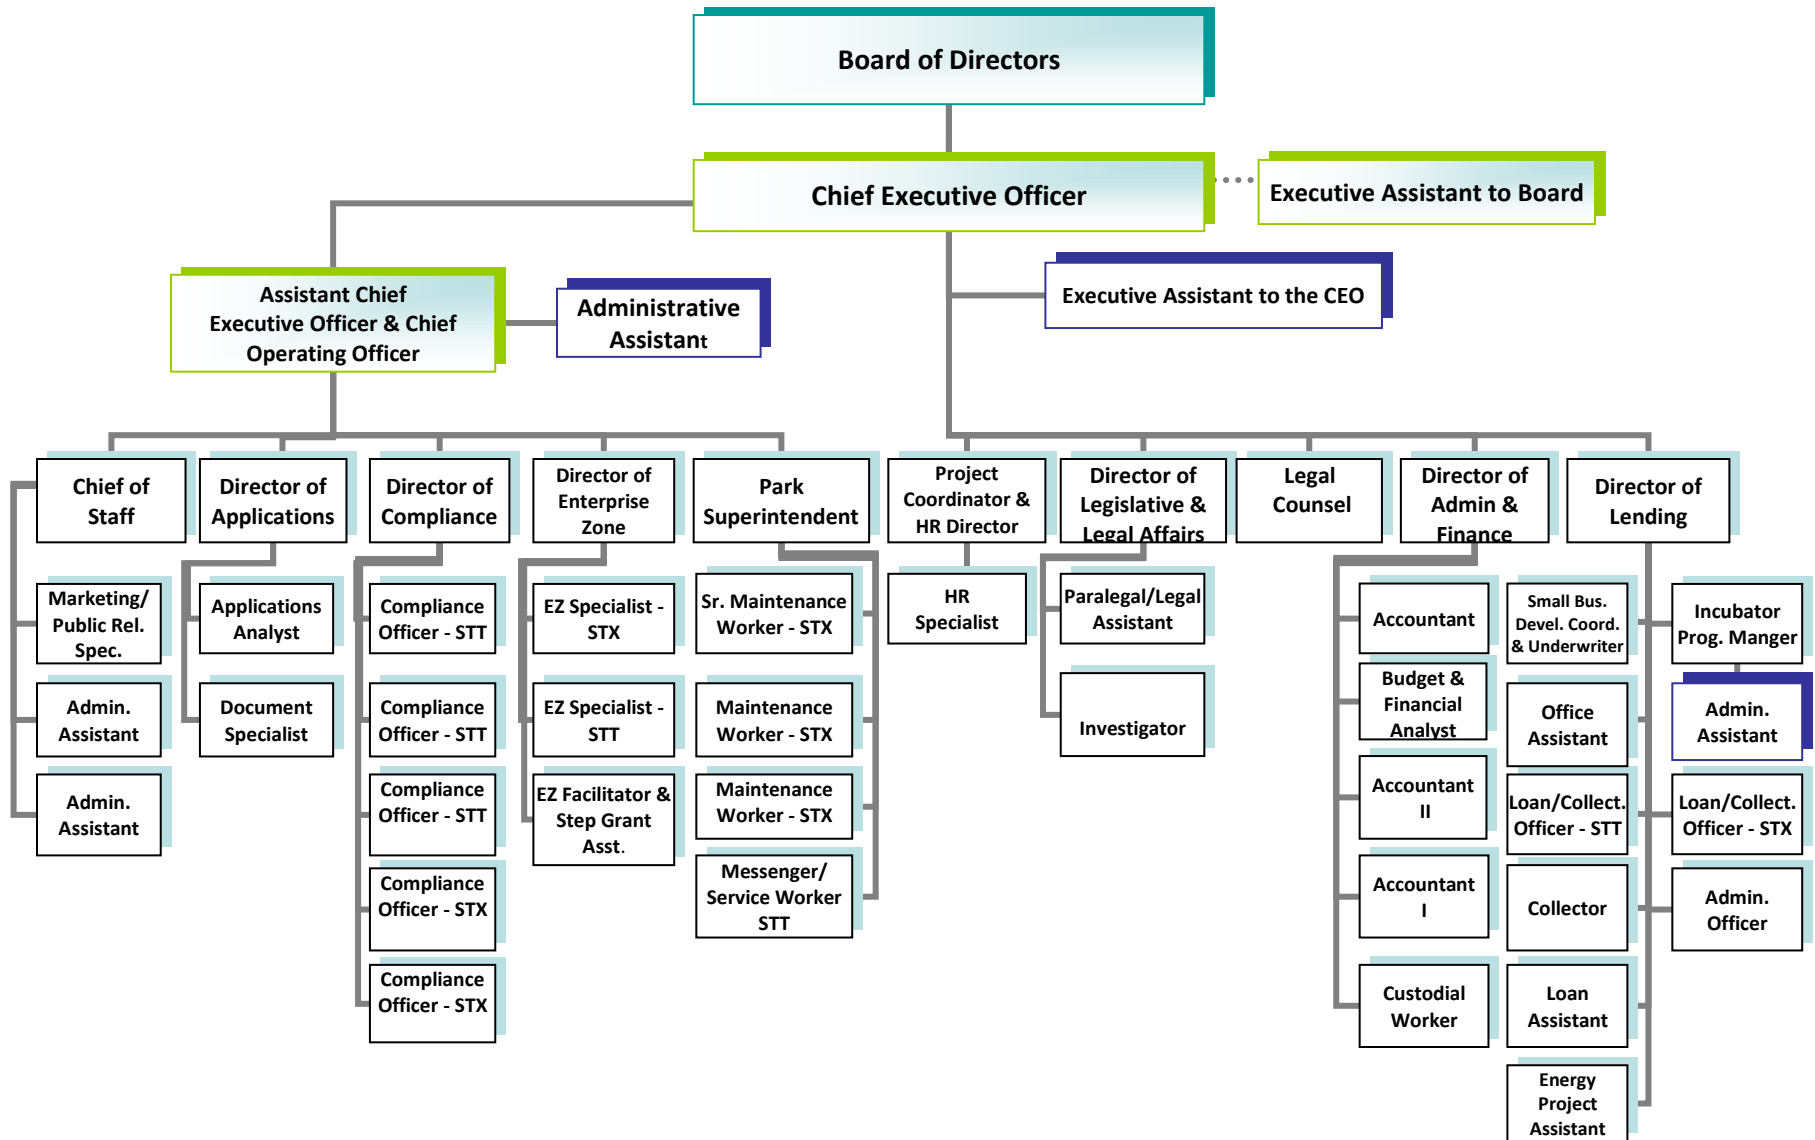 Board of Directors
Chief Executive Officer
Executive Assistant to Board
Assistant Chief
Executive Officer & Chief
Operating Officer
Administrative
Assistant
Executive Assistant to the CEO
Chief of
Staff
Director of
Applications
Director of
Compliance
Director of
Enterprise
Zone
Park
Superintendent
Project
Coordinator &
HR Director
Director of
Legislative &
Legal Affairs
Legal
Counsel
Director of
Admin &
Finance
Director of
Lending
Marketing/
Public Rel.
Spec.
Admin.
Assistant
Admin.
Assistant
Applications
Analyst
Document
Specialist
Compliance
Officer - STT
Compliance
Officer - STT
Compliance
Officer - STT
Compliance
Officer - STX
Compliance
Officer - STX
EZ Specialist -
STX
EZ Specialist -
STT
EZ Facilitator &
Step Grant
Asst.
Sr. Maintenance
Worker - STX
Maintenance
Worker - STX
Maintenance
Worker - STX
Messenger/
Service Worker
STT
HR
Specialist
Paralegal/Legal
Assistant
Investigator
Accountant
Budget &
Financial
Analyst
Accountant
II
Accountant
I
Custodial
Worker
Small Bus.
Devel. Coord.
& Underwriter
Office
Assistant
Loan/Collect.
Officer - STT
Collector
Loan
Assistant
Energy
Project
Assistant
Incubator
Prog. Manger
Admin.
Assistant
Loan/Collect.
Officer - STX
Admin.
Officer